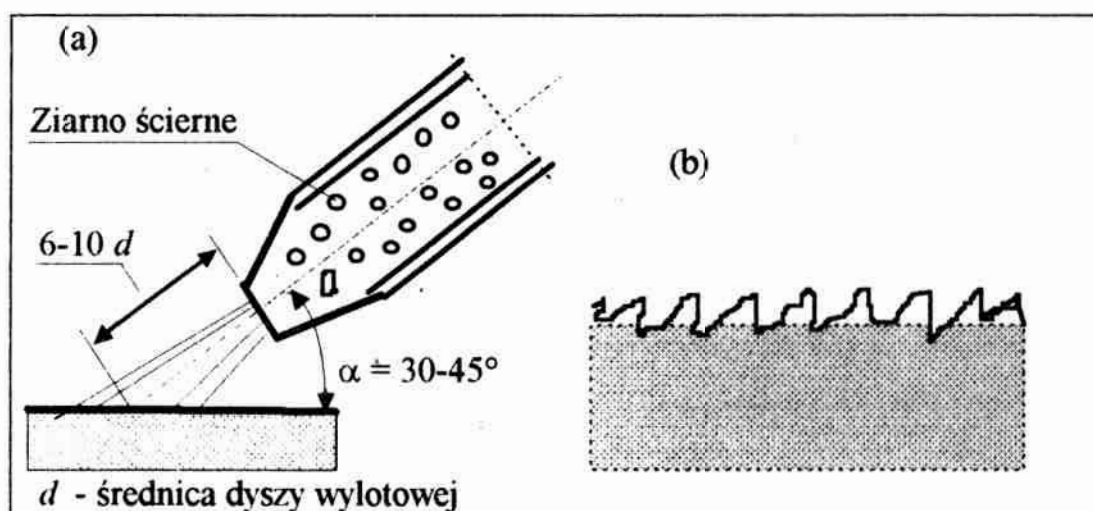 (a)
Ziarno ścierne
(b)
6-10 d
α = 30-45°
d - średnica dyszy wylotowej